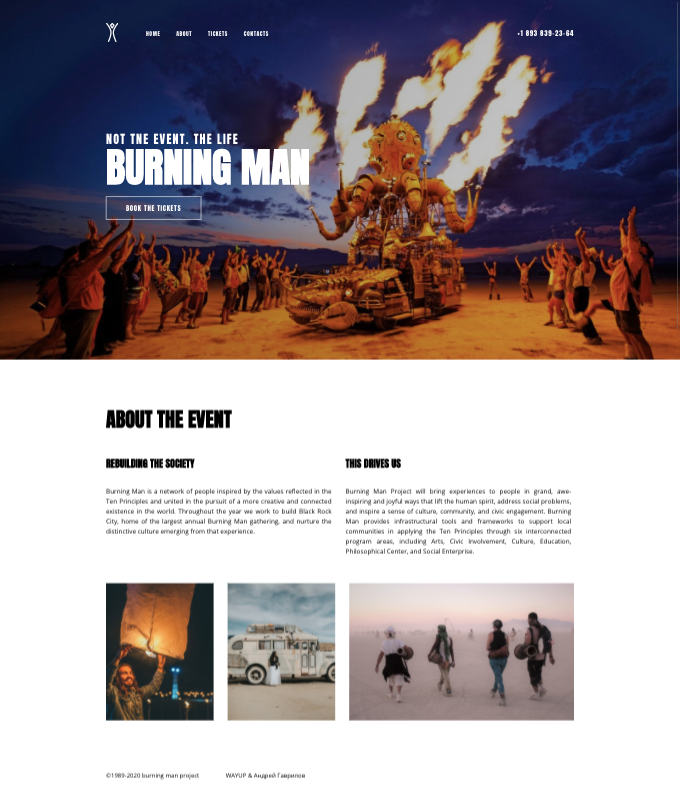 HOME ABOUT TICKETS CONTACTS +1 893 839-23-64
NOT TNE EVENT. THE LIFE
BURNING MAN
BOOK THE TICKETS
ABOUT THE EVENT
REBUILDING THE SOCIETY
Burning Man is a network of people inspired by the values reflected in the
Ten Principles and united in the pursuit of a more creative and connected
existence in the world. Throughout the year we work to build Black Rock
City, home of the largest annual Burning Man gathering, and nurture the
distinctive culture emerging from that experience.
THIS DRIVES US
Burning Man Project will bring experiences to people in grand, awe-
inspiring and joyful ways that lift the human spirit, address social problems,
and inspire a sense of culture, community, and civic engagement. Burning
Man provides infrastructural tools and frameworks to support local
communities in applying the Ten Principles through six interconnected
program areas, including Arts, Civic Involvement, Culture, Education,
Philosophical Center, and Social Enterprise.
©1989-2020 burning man project WAYUP & Андрей Гаврилов